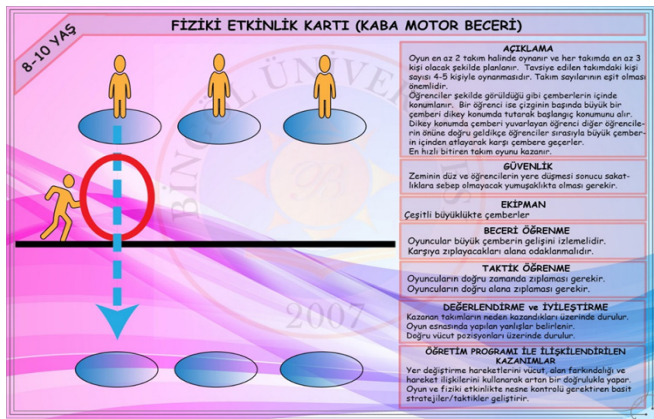 8-10 YAŞ
FİZİKİ ETKİNLİK KARTI (KABA MOTOR BECERİ)
AÇIKLAMA
Oyun en az 2 takım halinde oynanır ve her takımda en az 3
kişi olacak şekilde planlanır. Tavsiye edilen takımdaki kişi
sayısı 4-5 kişiyle oynanmasıdır. Takım sayılarının eşit olması
önemlidir.
Öğrenciler şekilde görüldüğü gibi çemberlerin içinde
konumlanır. Bir öğrenci ise çizginin başında büyük bir
çemberi dikey konumda tutarak başlangıç konumunu alır.
Dikey konumda çemberi yuvarlayan öğrenci diğer öğrencile-
rin önüne doğru geldikçe öğrenciler sırasıyla büyük çember-
in içinden atlayarak karşı çembere geçerler.
En hızlı bitiren takım oyunu kazanır.
GÜVENLİK
Zeminin düz ve öğrencilerin yere düşmesi sonucu sakat-
lıklara sebep olmayacak yumuşaklıkta olması gerekir.
EKİPMAN
Çeşitli büyüklükte çemberler
BECERİ ÖĞRENME
Oyuncular büyük çemberin gelişini izlemelidir.
Karşıya zıplayacakları alana odaklanmalıdır.
TAKTİK ÖĞRENME
Oyuncuların doğru zamanda zıplaması gerekir.
Oyuncuların doğru alana zıplaması gerekir.
DEĞERLENDİRME ve İYİLEŞTİRME
Kazanan takımların neden kazandıkları üzerinde durulur.
Oyun esnasında yapılan yanlışlar belirlenir.
Doğru vücut pozisyonları üzerinde durulur.
ÖĞRETİM PROGRAMI İLE İLİŞKİLENDİRİLEN
KAZANIMLAR
Yer değiştirme hareketlerini vücut, alan farkındalığı ve
hareket ilişkilerini kullanarak artan bir doğrulukla yapar.
Oyun ve fiziki etkinlikte nesne kontrolü gerektiren basit
stratejiler/taktikler geliştirir.
BİNGÖL ÜNİVERS
2007